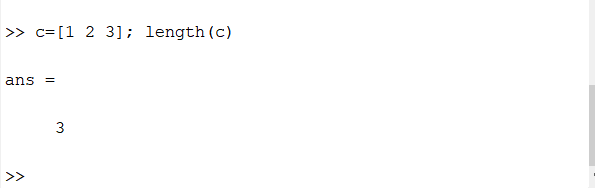 >> c=[1 2 3]; length(c)
ans =
3
>>